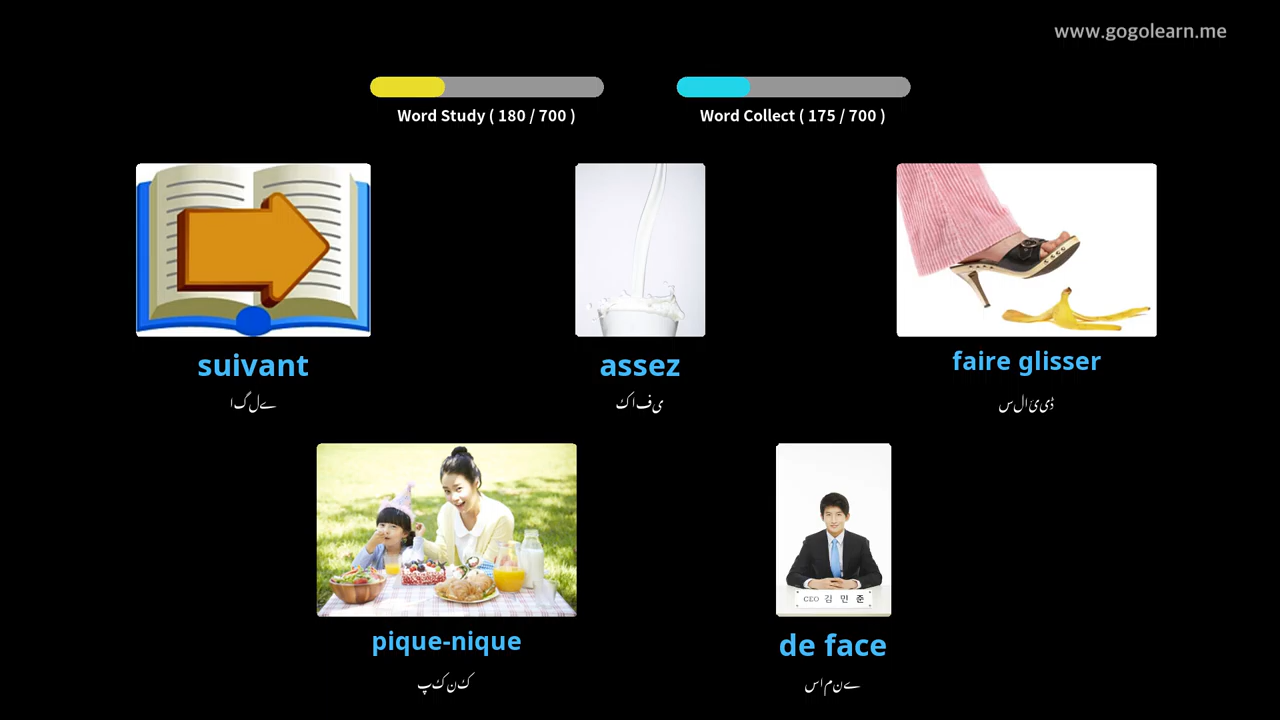 www.gogolearn.me
Word Study ( 180 / 700 )
Word Collect ( 175 / 700 )
suivant
اگلے
assez
کافی
faire glisser
سلائیڈ
CEO 김 민 준
pique-nique
پکنک
de face
سامنے